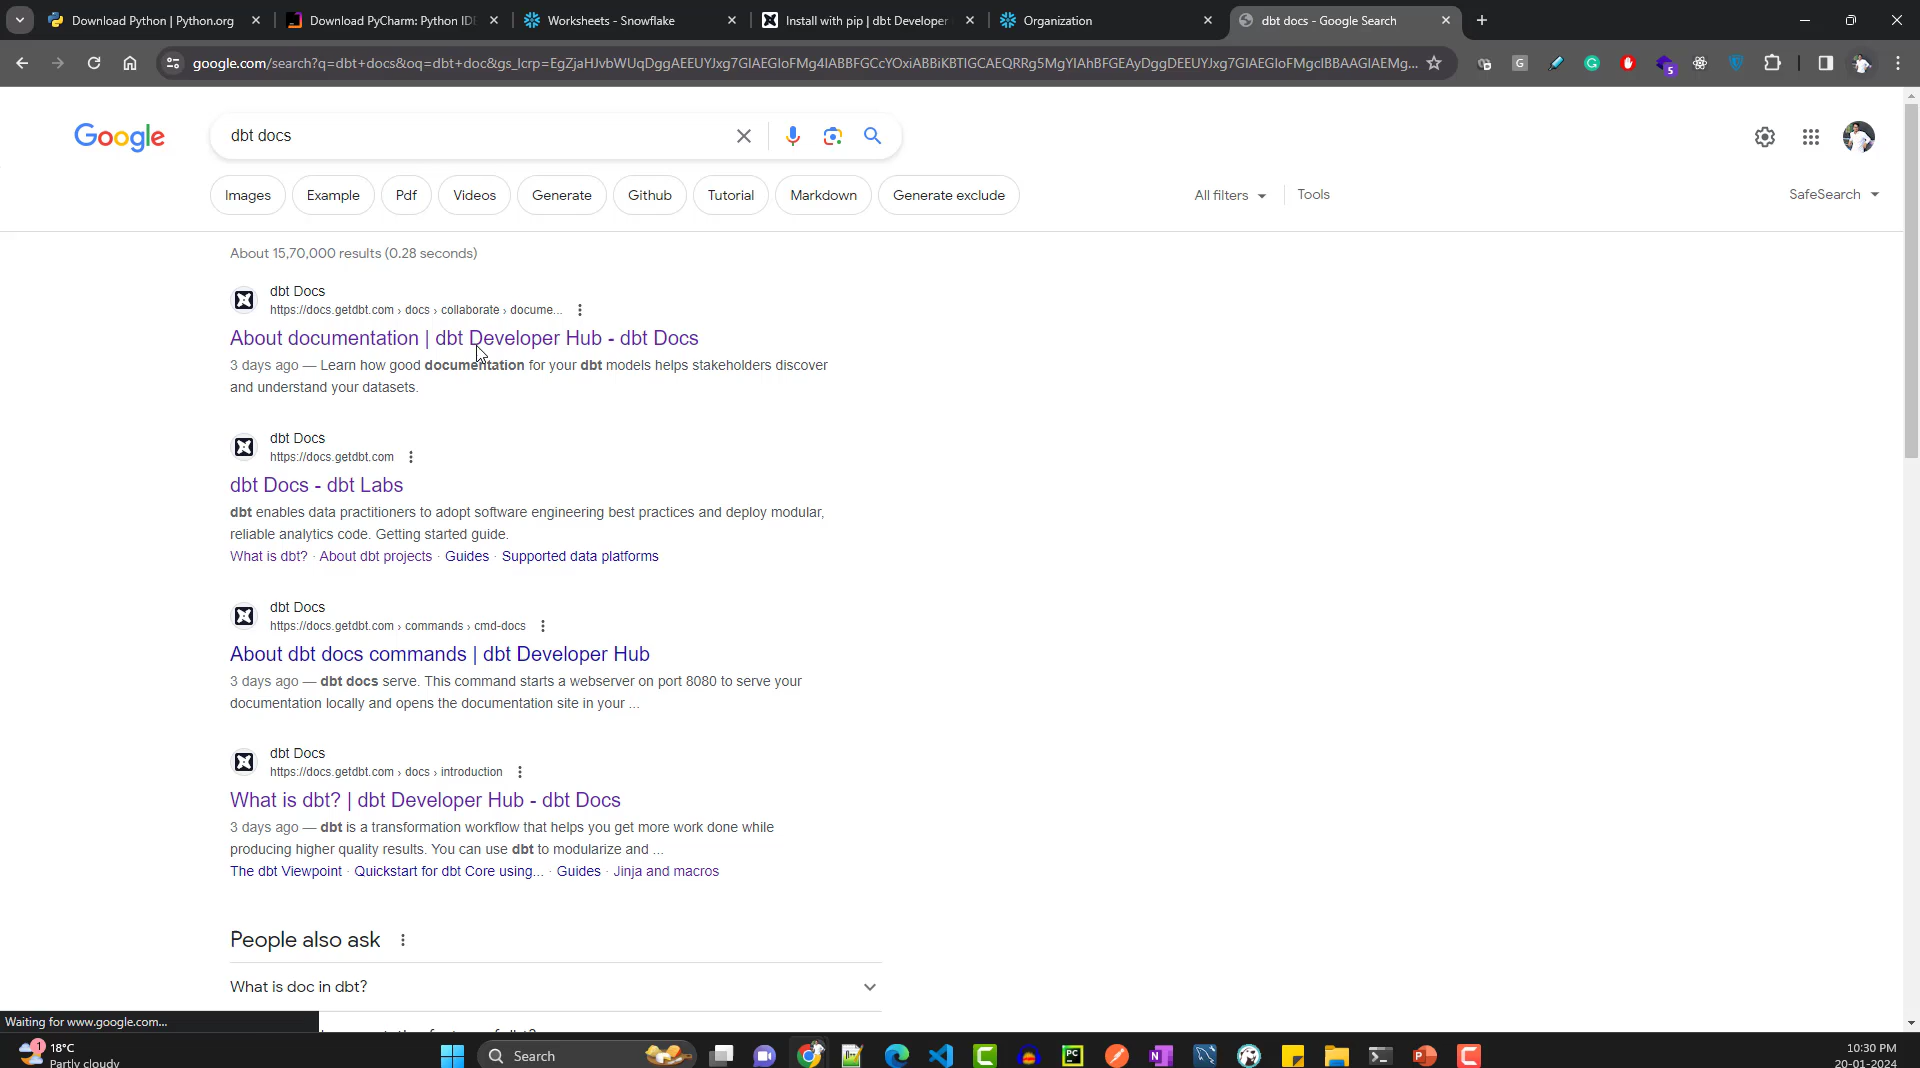 Download Python | Python.org
Download PyCharm: Python IDE
Worksheets - Snowflake
Install with pip | dbt Developer
Organization
dbt docs - Google Search
google.com/search?q=dbt+docs&oq=dbt+doc&gs_lcrp=EgZjaHJvbWUqDggAEEUYJxg7GIAEGIoFMg4IABBFGCcYOxiABBiKBTIGCAEQRRg5MgYIAhBFGEAyDggDEEUYJxg7GIAEGIoFMgcIBBAAGIAEMg...
5
Google
dbt docs
Images
Example
Pdf
Videos
Generate
Github
Tutorial
Markdown
Generate exclude
All filters
Tools
SafeSearch
About 15,70,000 results (0.28 seconds)
dbt Docs
https://docs.getdbt.com › docs › collaborate › docume...
About documentation | dbt Developer Hub - dbt Docs
3 days ago — Learn how good documentation for your dbt models helps stakeholders discover
and understand your datasets.
dbt Docs
https://docs.getdbt.com
dbt Docs - dbt Labs
dbt enables data practitioners to adopt software engineering best practices and deploy modular,
reliable analytics code. Getting started guide.
What is dbt? · About dbt projects · Guides · Supported data platforms
dbt Docs
https://docs.getdbt.com › commands › cmd-docs
About dbt docs commands | dbt Developer Hub
3 days ago — dbt docs serve. This command starts a webserver on port 8080 to serve your
documentation locally and opens the documentation site in your ...
dbt Docs
https://docs.getdbt.com › docs › introduction
What is dbt? | dbt Developer Hub - dbt Docs
3 days ago — dbt is a transformation workflow that helps you get more work done while
producing higher quality results. You can use dbt to modularize and ...
The dbt Viewpoint · Quickstart for dbt Core using... · Guides · Jinja and macros
People also ask
What is doc in dbt?
Waiting for www.google.com...
1
18°C
Partly cloudy
Search
10:30 PM
20-01-2024